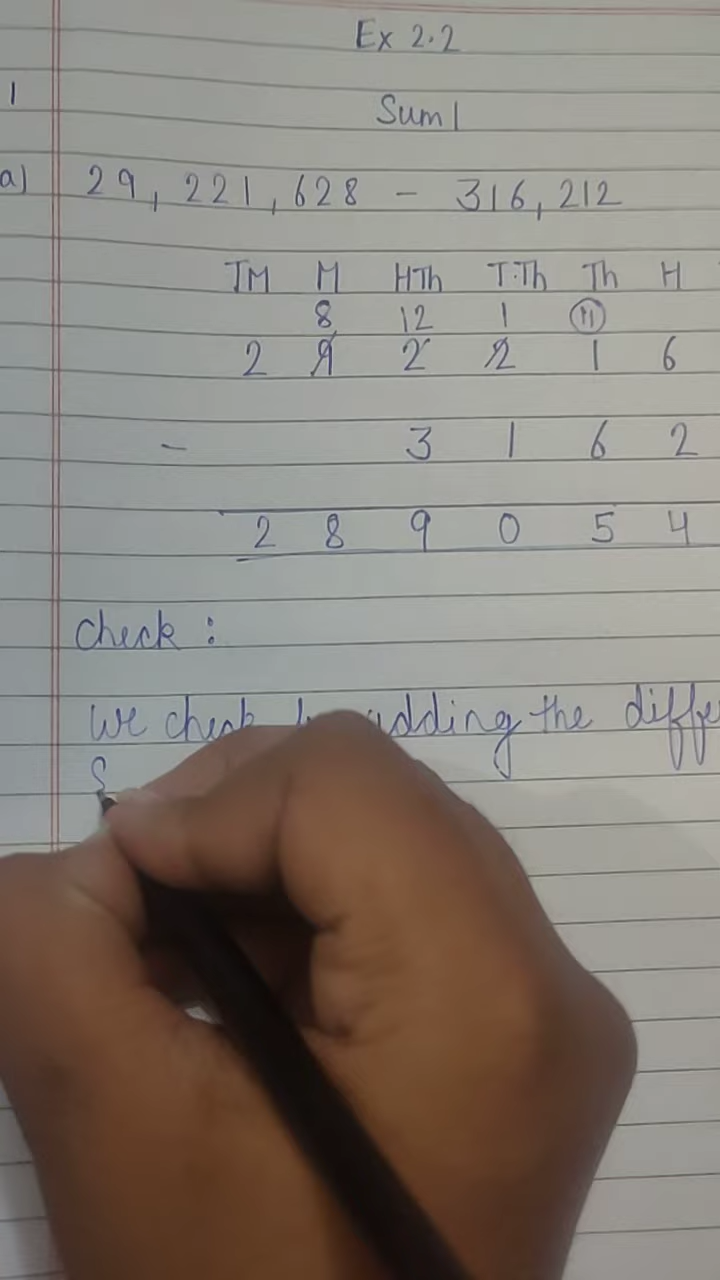 Ex 2.2
1
Sum 1
a) 29,221,628 - 316,212
TM M HTh T.Th Th H
8 12 1 11
2 9 2 2 1 6
- 3 1 6 2
2 8 9 0 5 4
Check :
We check adding the diffe
S